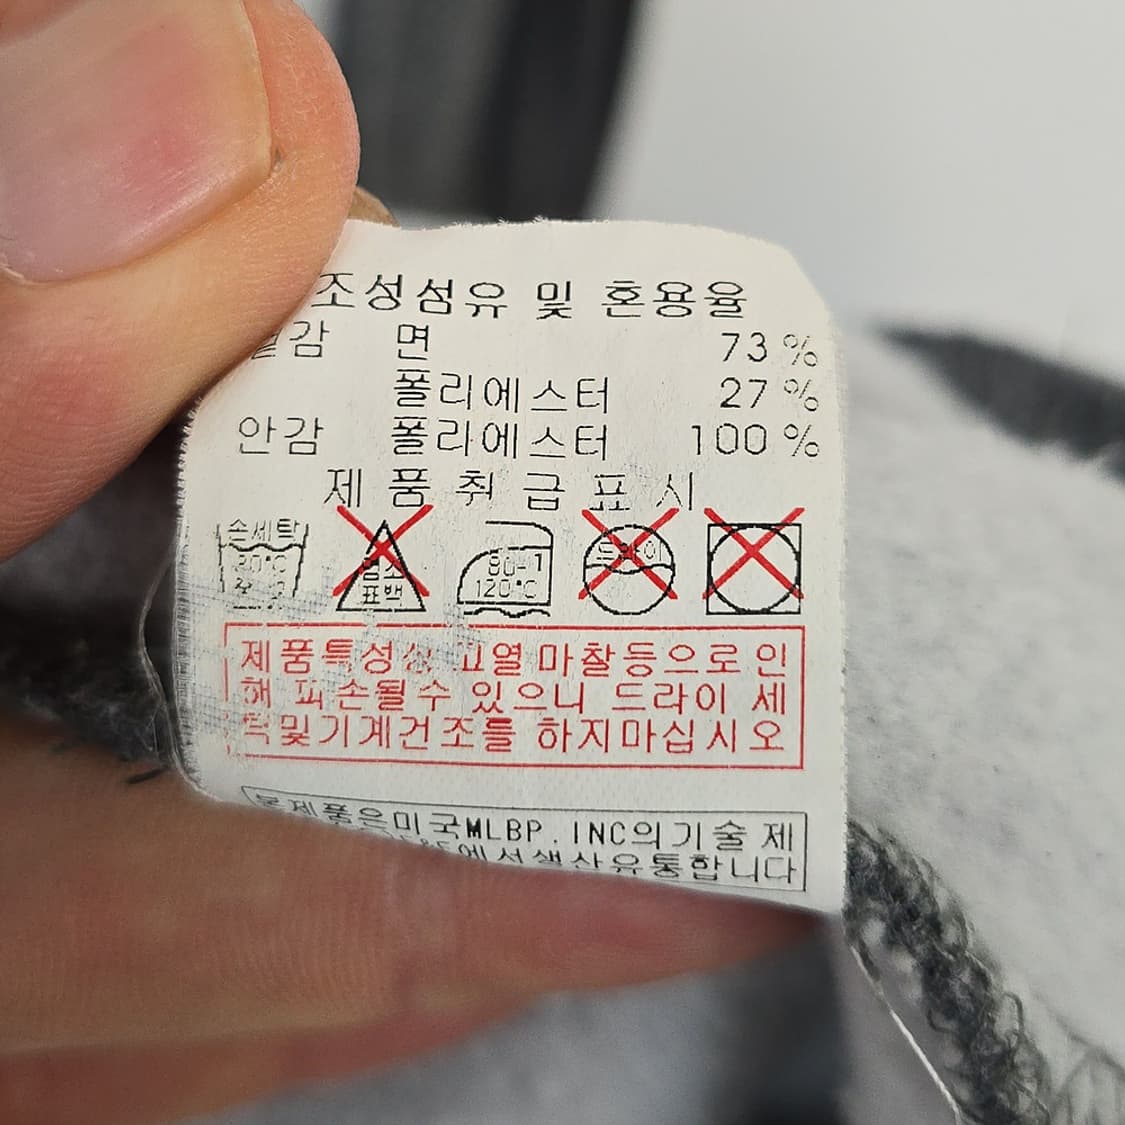 조성섬유 및 혼용율
겉감 면 73 %
폴리에스터 27 %
안감 폴리에스터 100 %
제품취급표시
손세탁 염소 80-1 드라이
30°C 표백 120°C
제품특성상 고열마찰등으로인
해 피손될수 있으니 드라이 세
탁및기계건조를 하지마십시오
본제품은미국MLBP.INC의기술제
에서생산유통합니다